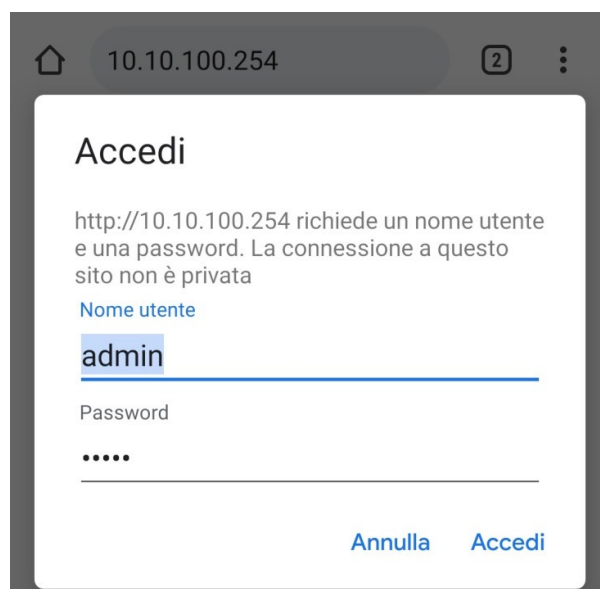 10.10.100.254
2
Accedi
http://10.10.100.254 richiede un nome utente
e una password. La connessione a questo
sito non è privata
Nome utente
admin
Password
•••••
Annulla Accedi